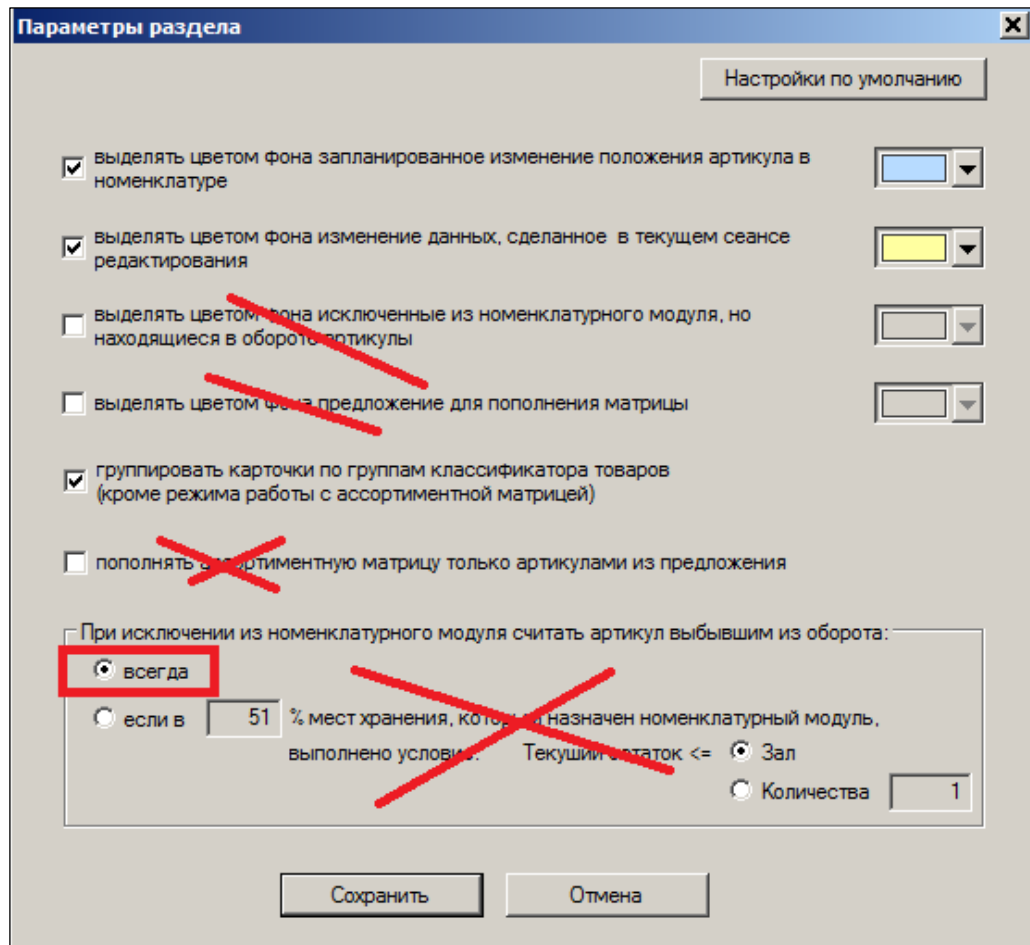 Параметры раздела
Настройки по умолчанию
выделять цветом фона запланированное изменение положения артикула в
номенклатуре
выделять цветом фона изменение данных, сделанное в текущем сеансе
редактирования
выделять цветом фона исключенные из номенклатурного модуля, но
находящиеся в обороте артикулы
выделять цветом фона предложение для пополнения матрицы
группировать карточки по группам классификатора товаров
(кроме режима работы с ассортиментной матрицей)
пополнять ассортиментную матрицу только артикулами из предложения
При исключении из номенклатурного модуля считать артикул выбывшим из оборота:
всегда
если в 51 % мест хранения, которым назначен номенклатурный модуль,
выполнено условие: Текущий остаток <= Зал
Количества 1
Сохранить Отмена